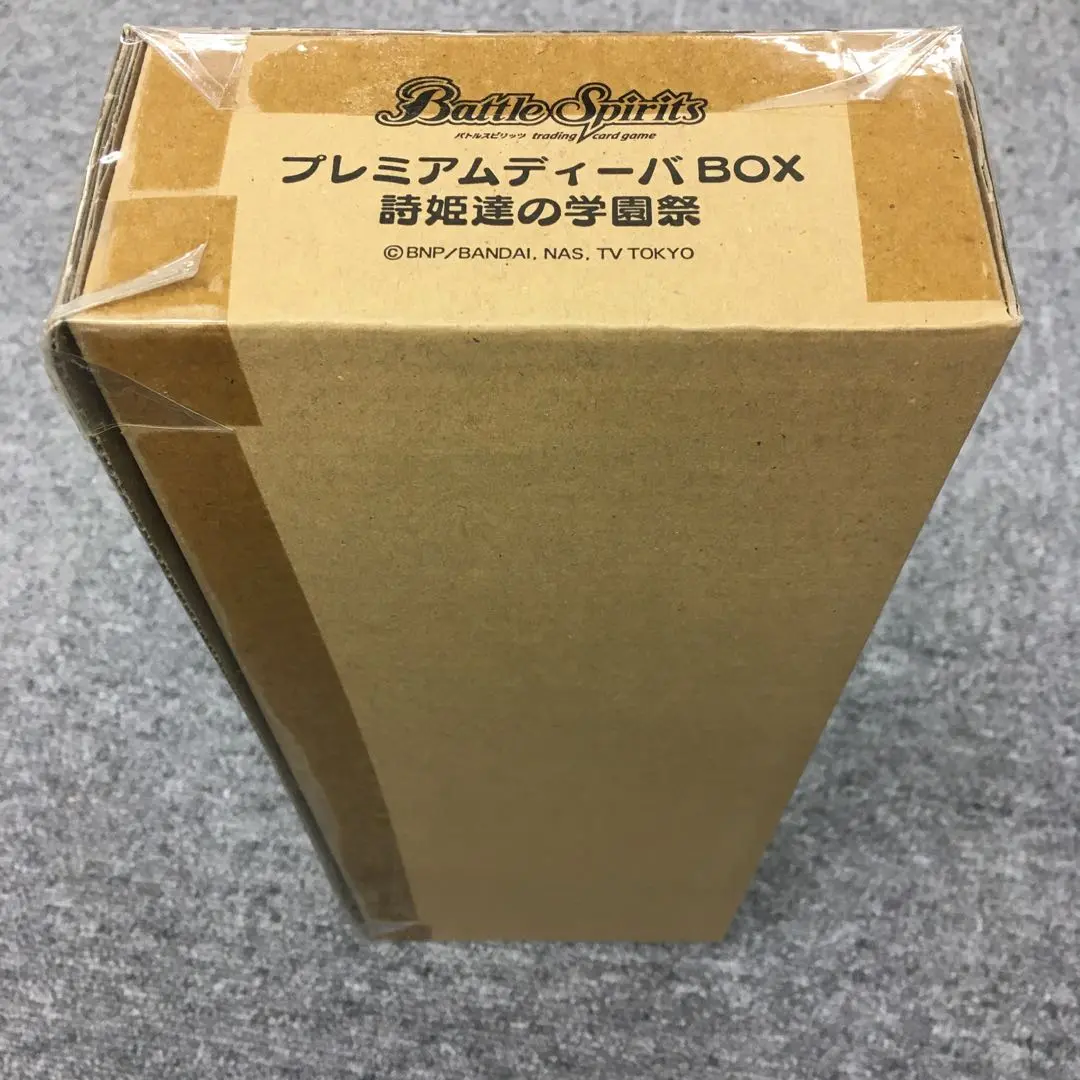 Battle Spirits
バトルスピリッツ trading card game
プレミアムディーバBOX
詩姫達の学園祭
©BNP/BANDAI, NAS, TV TOKYO